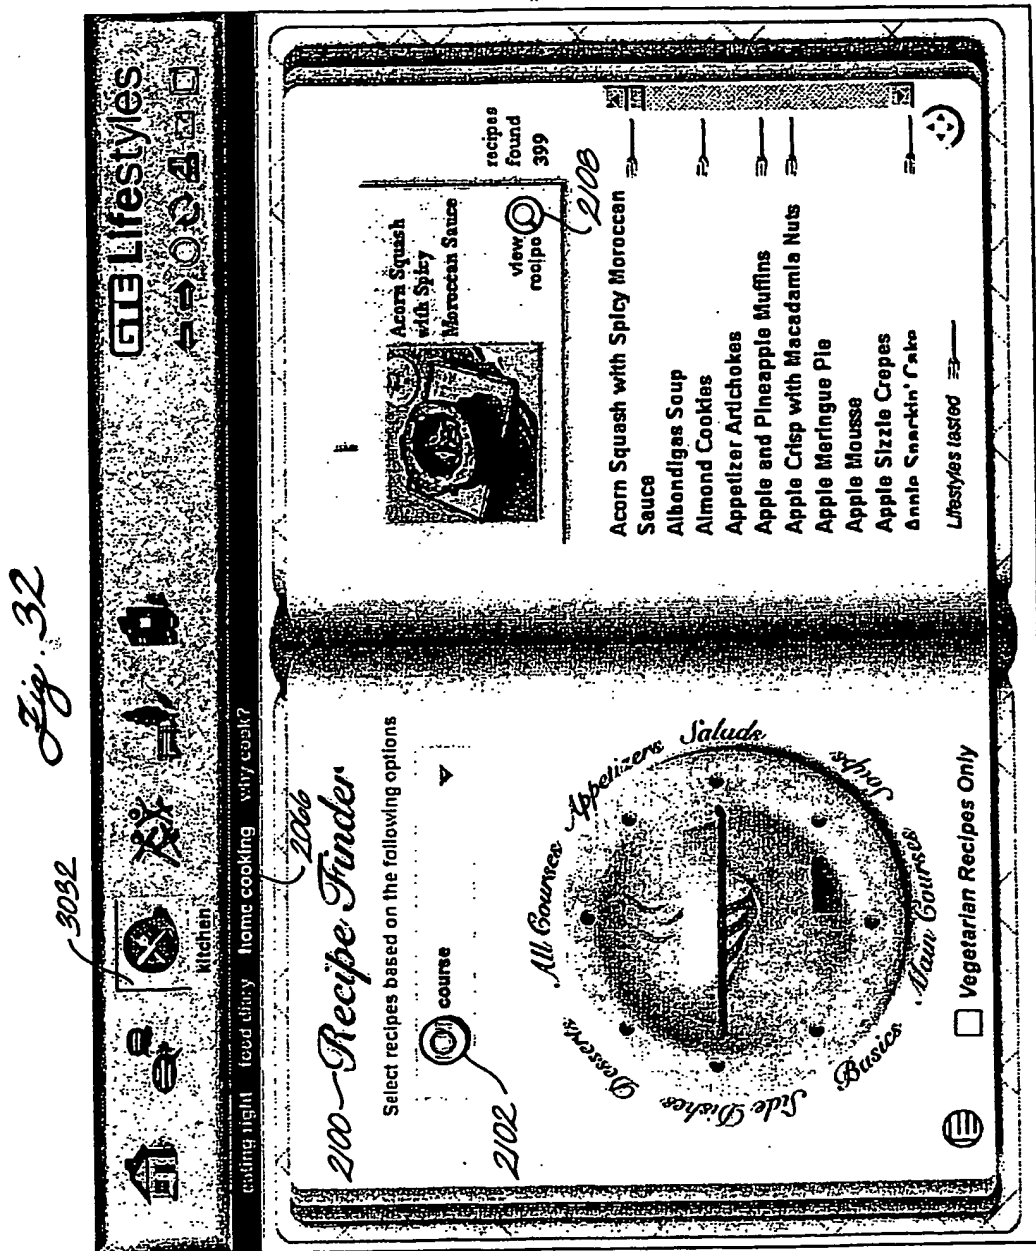 Fig. 32
3032
GTE Lifestyles
kitchen
eating right food diary home cooking why cook?
2066
2100
Recipe Finder
Select recipes based on the following options
course
2102
All Courses
Appetizers
Salads
Soups
Main Courses
Basics
Side Dishes
Desserts
Vegetarian Recipes Only
Acorn Squash
with Spicy
Moroccan Sauce
view
recipe
recipes
found
399
2108
Acorn Squash with Spicy Moroccan
Sauce
Albondigas Soup
Almond Cookies
Appetizer Artichokes
Apple and Pineapple Muffins
Apple Crisp with Macadamia Nuts
Apple Meringue Pie
Apple Mousse
Apple Sizzle Crepes
Apple Snackin' Cake
Lifestyles tasted